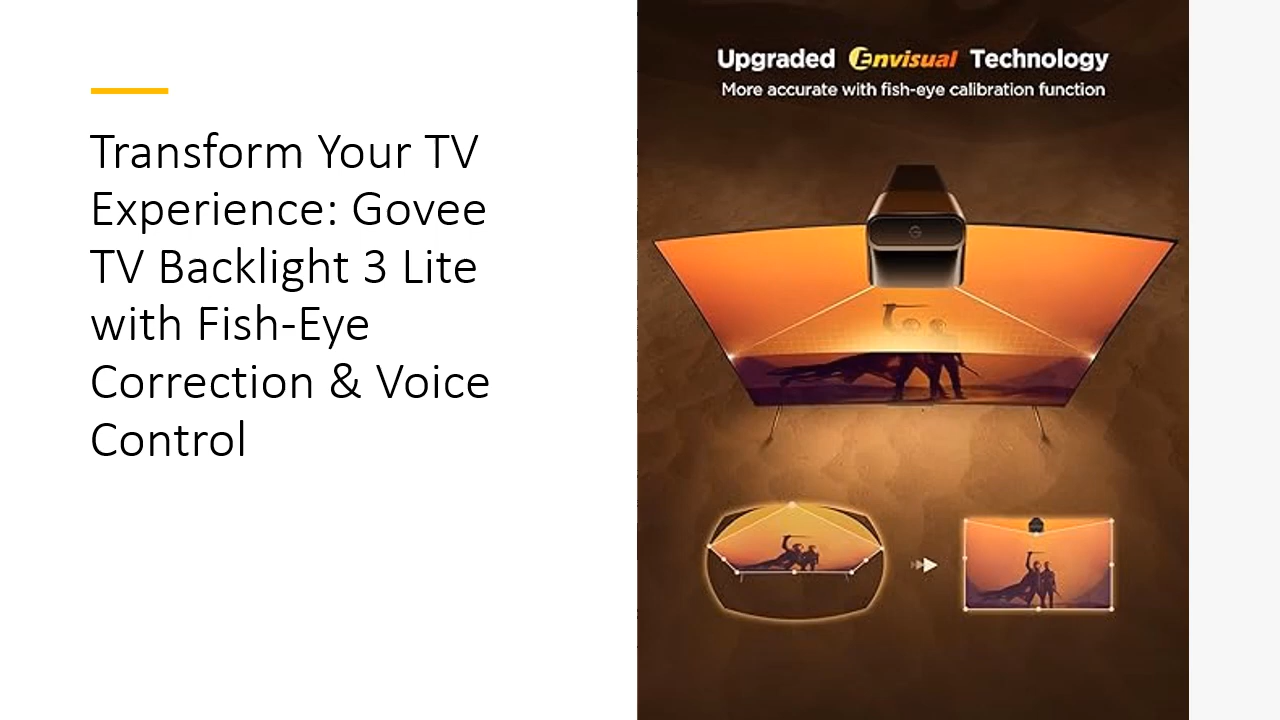 Transform Your TV
Experience: Govee
TV Backlight 3 Lite
with Fish-Eye
Correction & Voice
Control
Upgraded Envisual Technology
More accurate with fish-eye calibration function